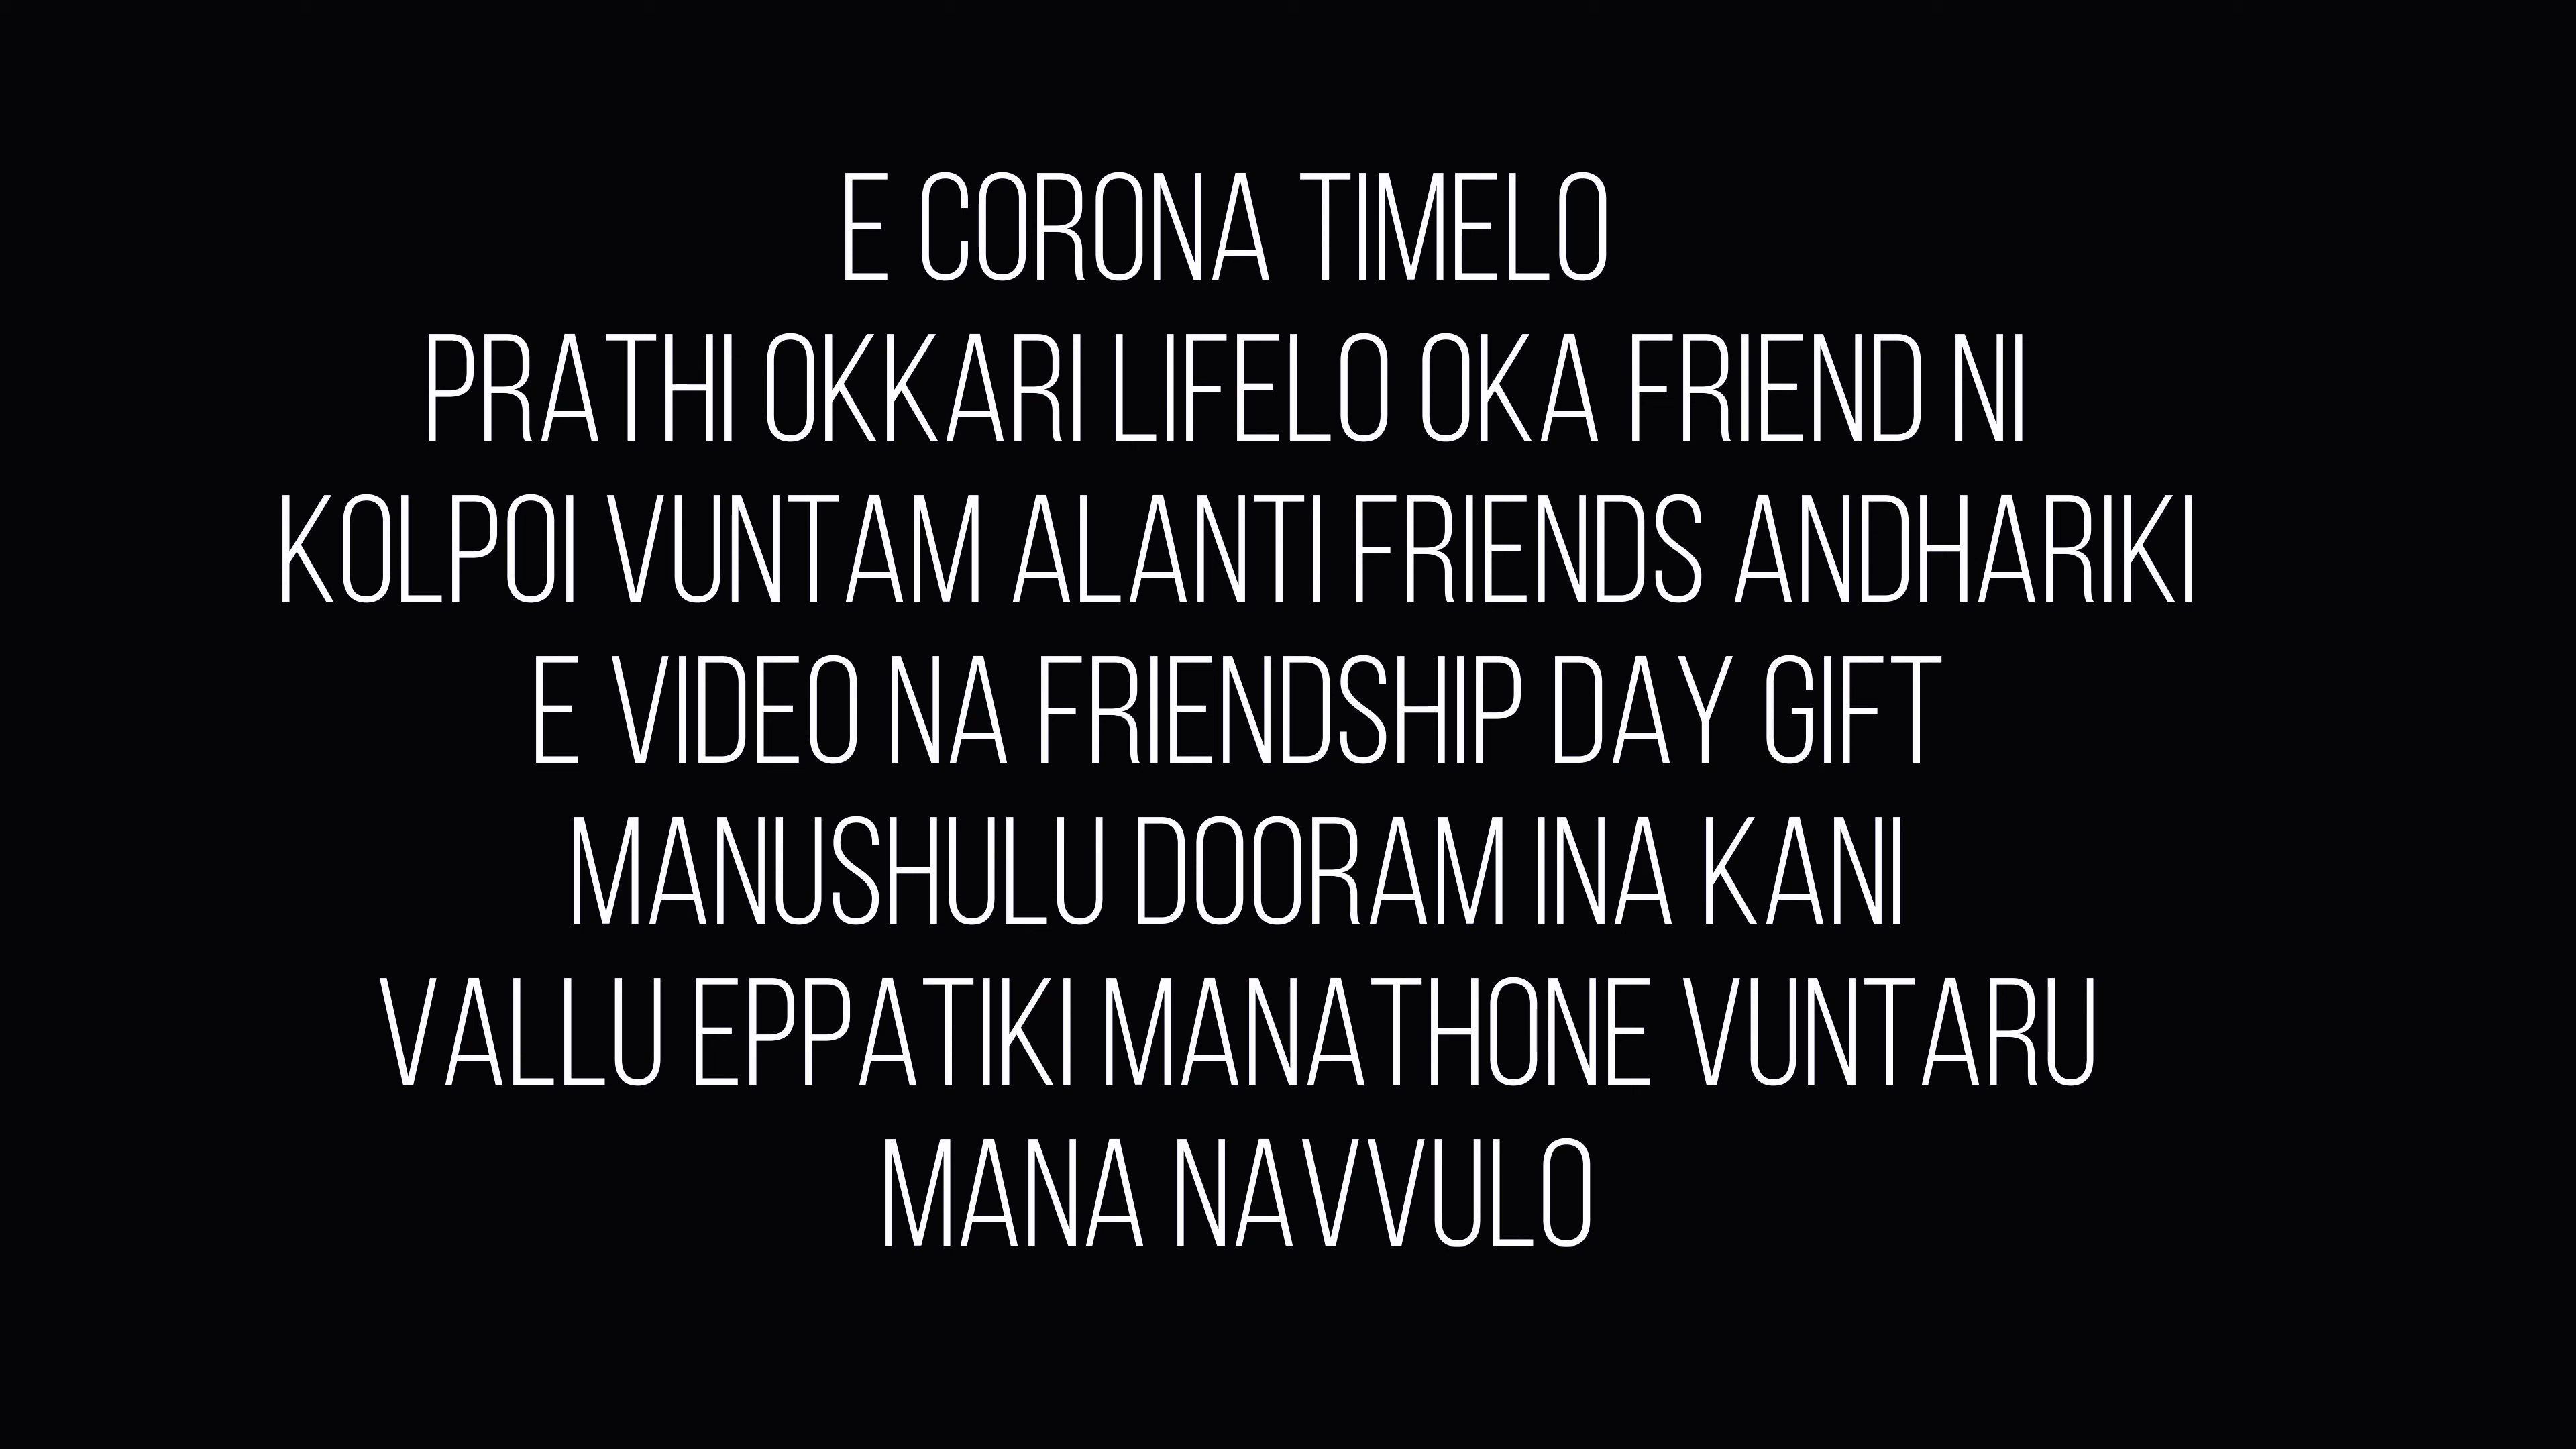 E CORONA TIMELO
PRATHI OKKARI LIFELO OKA FRIEND NI
KOLPOI VUNTAM ALANTI FRIENDS ANDHARIKI
E VIDEO NA FRIENDSHIP DAY GIFT
MANUSHULU DOORAM INA KANI
VALLU EPPATIKI MANATHONE VUNTARU
MANA NAVVULO